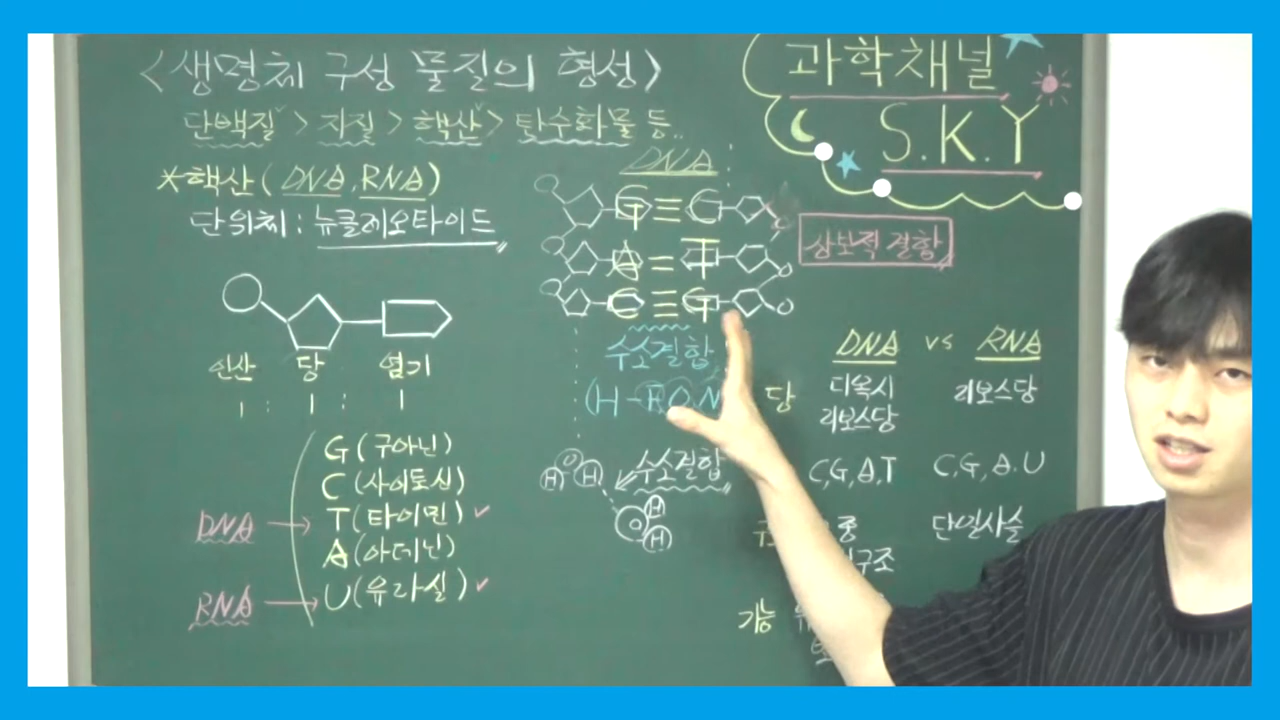 <생명체 구성 물질의 형성>
단백질 > 지질 > 핵산 > 탄수화물 등..
*핵산 (DNA, RNA)
단위체 : 뉴클레오타이드
인산 당 염기
1 : 1 : 1
G (구아닌)
C (사이토신)
DNA → T (타이민) ✓
A (아데닌)
RNA → U (유라실) ✓
DNA
G ≡ C
A = T
C ≡ G
수소결합
(H - F, O, N
수소결합
H O H
O H H
과학채널
S.K.Y
상보적 결합
DNA vs RNA
당 디옥시 리보스당
리보스당
C, G, A, T C, G, A, U
중 단일사슬
구조
가능